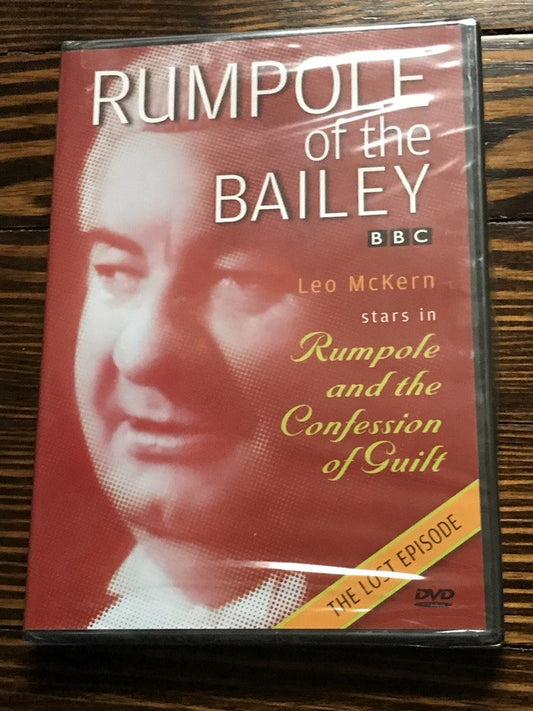 RUMPOLE
of the
BAILEY
BBC
Leo McKern
stars in
Rumpole
and the
Confession
of Guilt
THE LOST EPISODE
DVD